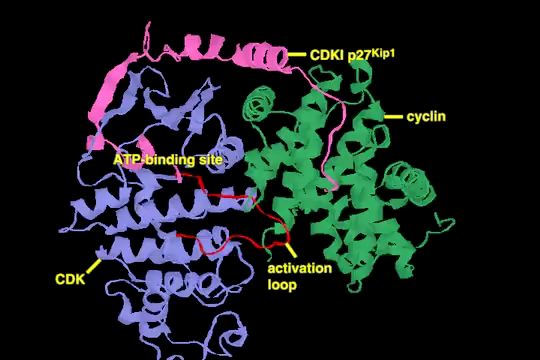 CDKI p27Kip1
cyclin
ATP-binding site
activation
loop
CDK